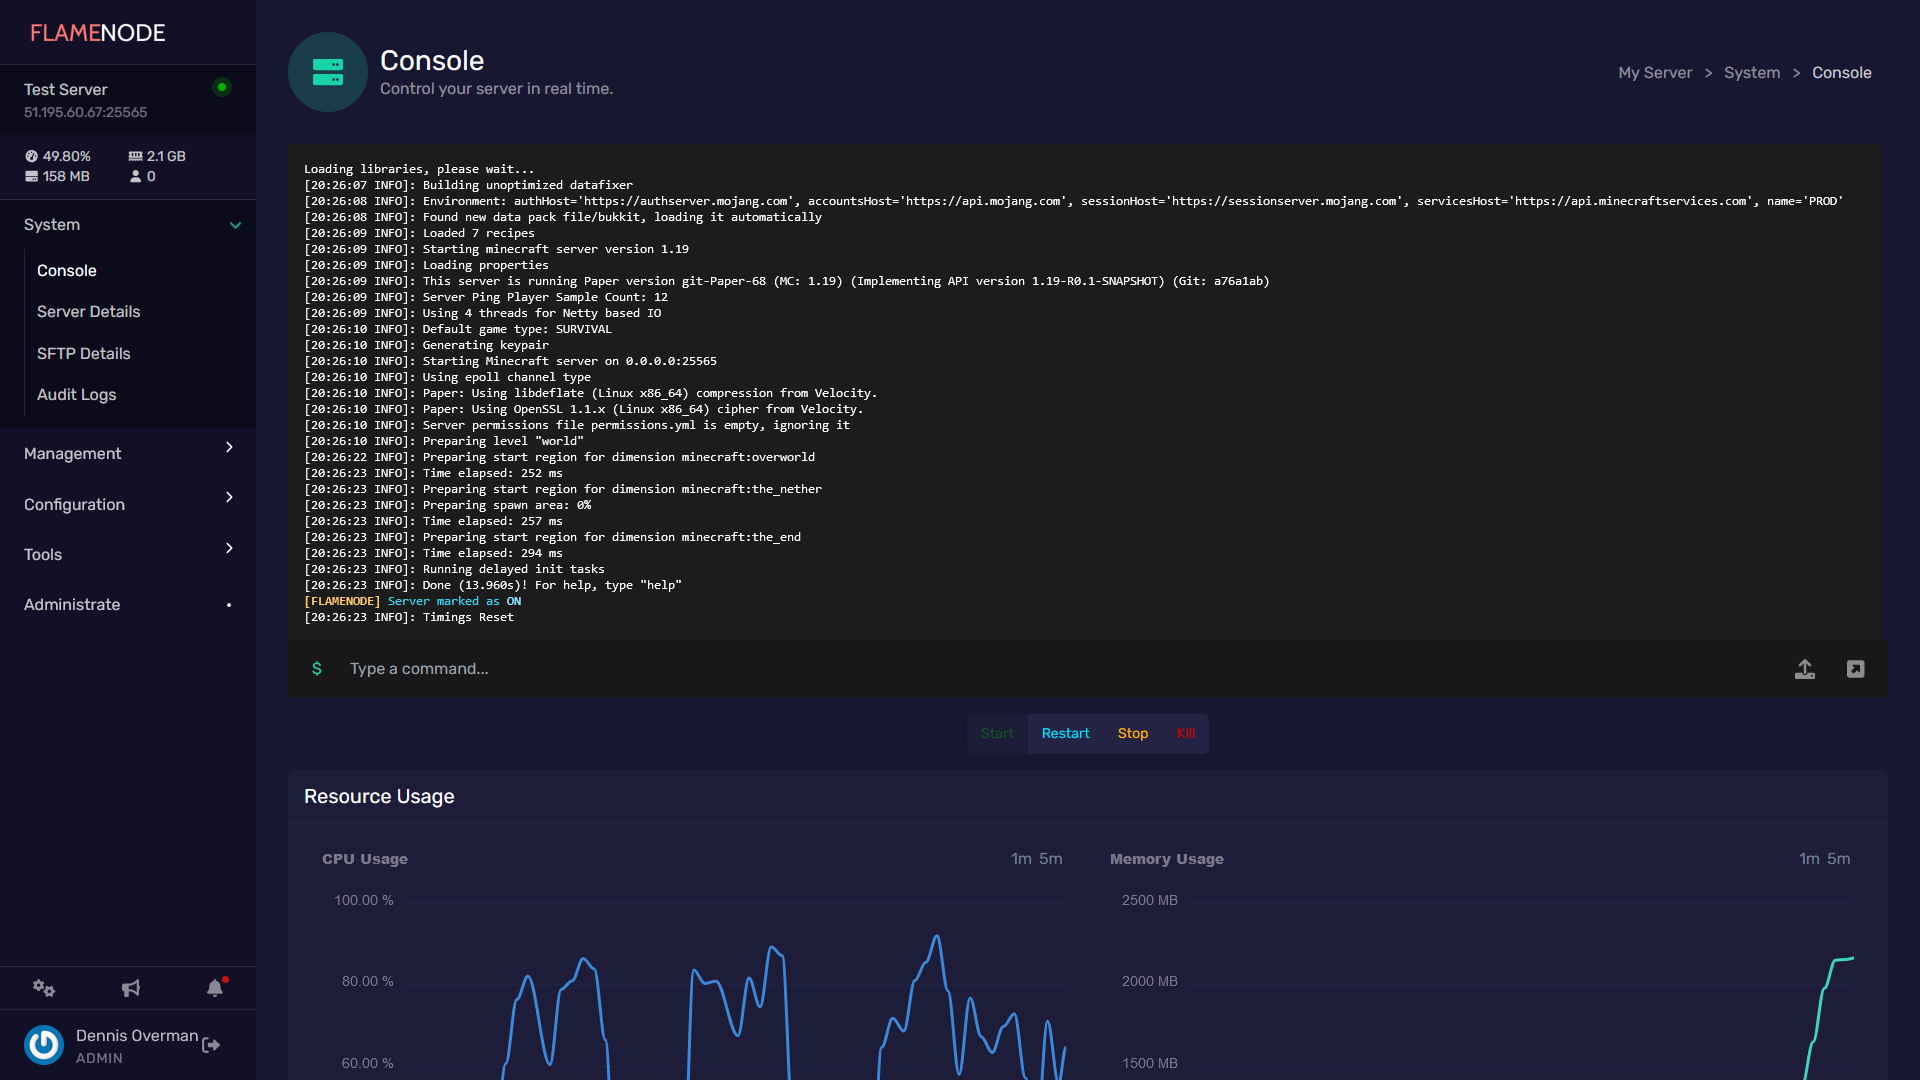 FLAMENODE
Test Server
51.195.60.67:25565
49.80% 2.1 GB
158 MB 0
System
Console
Server Details
SFTP Details
Audit Logs
Management
Configuration
Tools
Administrate
Dennis Overman
ADMIN
Console
Control your server in real time.
My Server > System > Console
Loading libraries, please wait...
[20:26:07 INFO]: Building unoptimized datafixer
[20:26:08 INFO]: Environment: authHost='https://authserver.mojang.com', accountsHost='https://api.mojang.com', sessionHost='https://sessionserver.mojang.com', servicesHost='https://api.minecraftservices.com', name='PROD'
[20:26:08 INFO]: Found new data pack file/bukkit, loading it automatically
[20:26:09 INFO]: Loaded 7 recipes
[20:26:09 INFO]: Starting minecraft server version 1.19
[20:26:09 INFO]: Loading properties
[20:26:09 INFO]: This server is running Paper version git-Paper-68 (MC: 1.19) (Implementing API version 1.19-R0.1-SNAPSHOT) (Git: a76a1ab)
[20:26:09 INFO]: Server Ping Player Sample Count: 12
[20:26:09 INFO]: Using 4 threads for Netty based IO
[20:26:10 INFO]: Default game type: SURVIVAL
[20:26:10 INFO]: Generating keypair
[20:26:10 INFO]: Starting Minecraft server on 0.0.0.0:25565
[20:26:10 INFO]: Using epoll channel type
[20:26:10 INFO]: Paper: Using libdeflate (Linux x86_64) compression from Velocity.
[20:26:10 INFO]: Paper: Using OpenSSL 1.1.x (Linux x86_64) cipher from Velocity.
[20:26:10 INFO]: Server permissions file permissions.yml is empty, ignoring it
[20:26:10 INFO]: Preparing level "world"
[20:26:22 INFO]: Preparing start region for dimension minecraft:overworld
[20:26:23 INFO]: Time elapsed: 252 ms
[20:26:23 INFO]: Preparing start region for dimension minecraft:the_nether
[20:26:23 INFO]: Preparing spawn area: 0%
[20:26:23 INFO]: Time elapsed: 257 ms
[20:26:23 INFO]: Preparing start region for dimension minecraft:the_end
[20:26:23 INFO]: Time elapsed: 294 ms
[20:26:23 INFO]: Running delayed init tasks
[20:26:23 INFO]: Done (13.960s)! For help, type "help"
[FLAMENODE] Server marked as ON
[20:26:23 INFO]: Timings Reset
$ Type a command...
Start Restart Stop Kill
Resource Usage
CPU Usage 1m 5m
100.00 %
80.00 %
60.00 %
Memory Usage 1m 5m
2500 MB
2000 MB
1500 MB